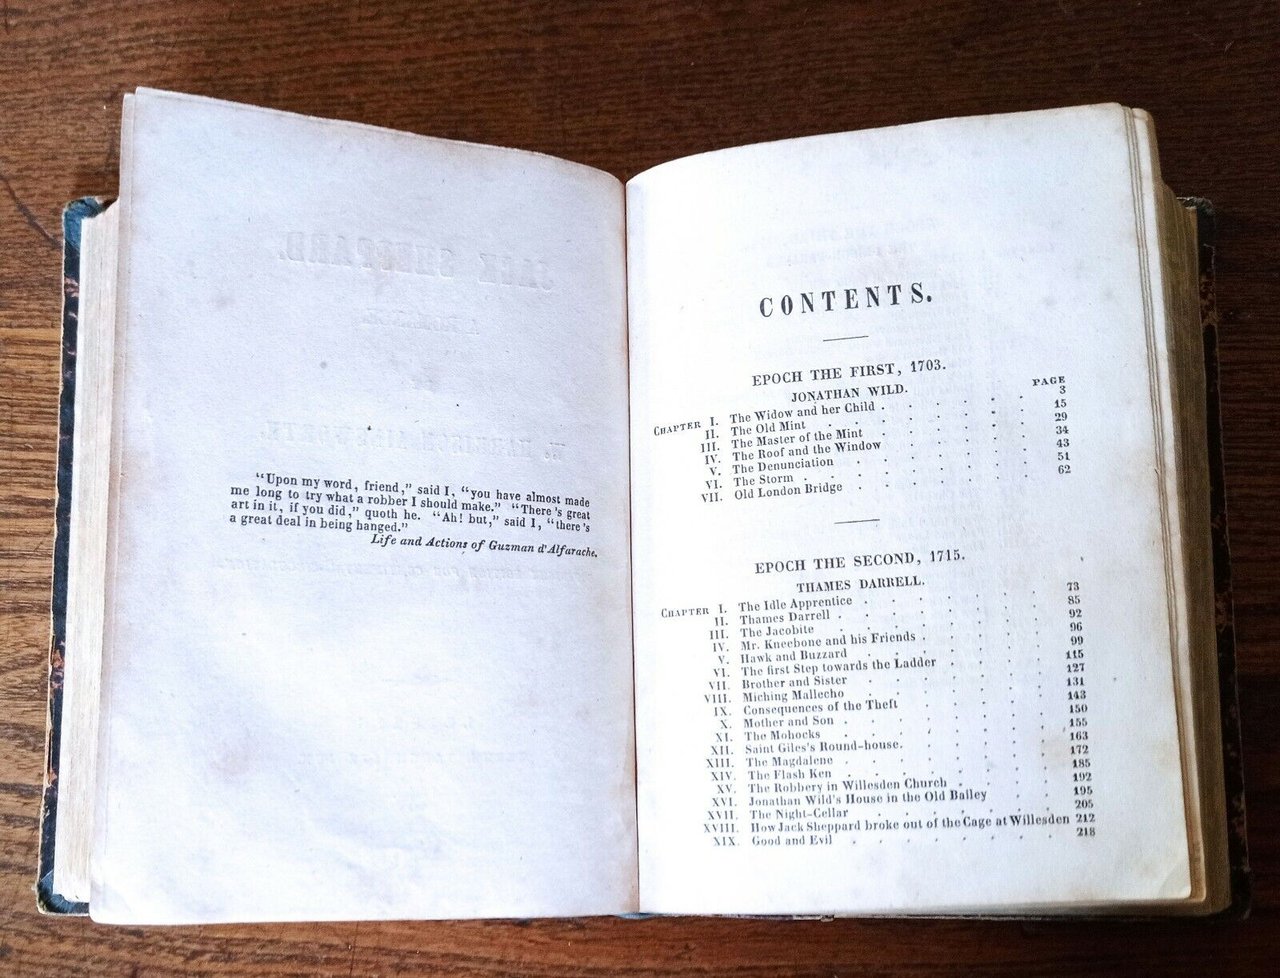 "Upon my word, friend," said I, "you have almost made
me long to try what a robber I should make." "There's great
art in it, if you did," quoth he. "Ah! but," said I, "there's
a great deal in being hanged."
Life and Actions of Guzman d'Alfarache.
CONTENTS.
EPOCH THE FIRST, 1703.
JONATHAN WILD.
PAGE
CHAPTER I. The Widow and her Child . . . . . 3
II. The Old Mint . . . . . 15
III. The Master of the Mint . . . . . 29
IV. The Roof and the Window . . . . 34
V. The Denunciation . . . . . 43
VI. The Storm . . . . . . 51
VII. Old London Bridge . . . . . 62
EPOCH THE SECOND, 1715.
THAMES DARRELL.
CHAPTER I. The Idle Apprentice . . . . . . 73
II. Thames Darrell . . . . . . . 85
III. The Jacobite . . . . . . . 92
IV. Mr. Kneebone and his Friends . . . . . 96
V. Hawk and Buzzard . . . . . . 99
VI. The first Step towards the Ladder . . . . 115
VII. Brother and Sister . . . . . . 127
VIII. Miching Mallecho . . . . . . 131
IX. Consequences of the Theft . . . . . 143
X. Mother and Son . . . . . . . 150
XI. The Mohocks . . . . . . . 155
XII. Saint Giles's Round-house. . . . . . 163
XIII. The Magdalene . . . . . . . 172
XIV. The Flash Ken . . . . . . . 185
XV. The Robbery in Willesden Church . . . . 192
XVI. Jonathan Wild's House in the Old Bailey . . 195
XVII. The Night-Cellar . . . . . . 205
XVIII. How Jack Sheppard broke out of the Cage at Willesden 212
XIX. Good and Evil . . . . . . 218